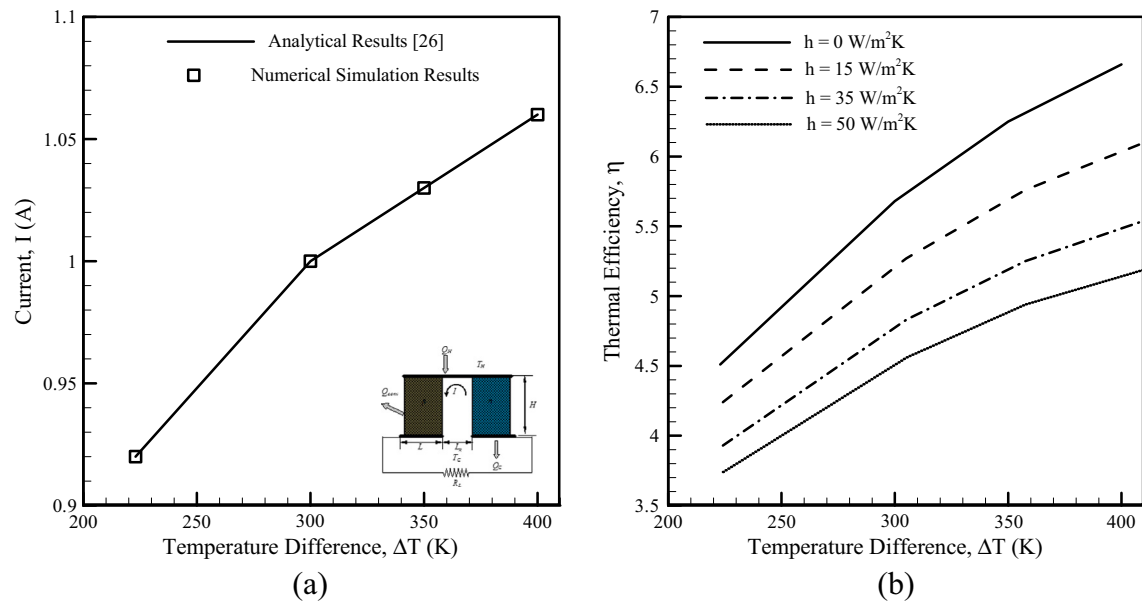 1.1
1.05
1
0.95
0.9
Current, I (A)
Analytical Results [26]
Numerical Simulation Results
Q_H
T_H
I
H
L
T_C
Q_C
R_L
200
250
300
350
400
Temperature Difference, ΔT (K)
(a)
7
6.5
6
5.5
5
4.5
4
3.5
Thermal Efficiency, η
h = 0 W/m²K
h = 15 W/m²K
h = 35 W/m²K
h = 50 W/m²K
200
250
300
350
400
Temperature Difference, ΔT (K)
(b)